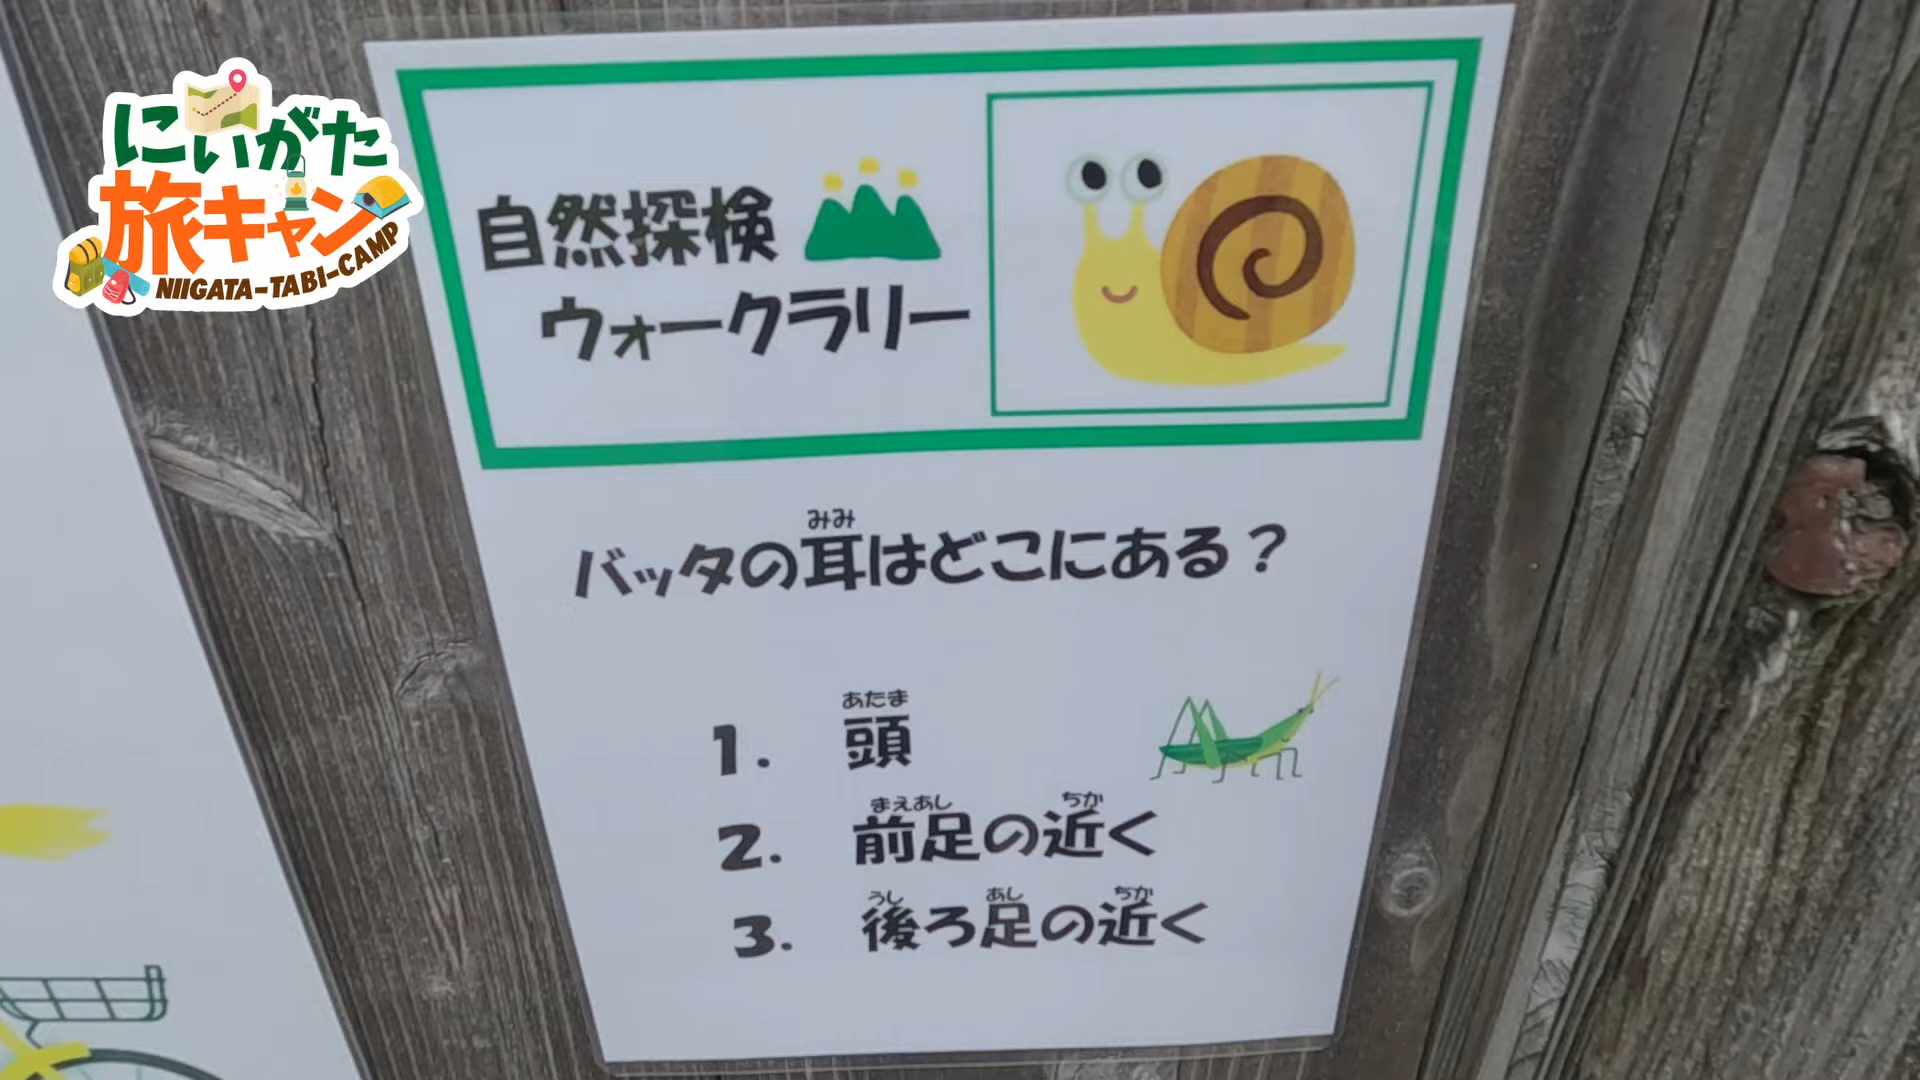 にいがた
旅キャン
NIIGATA-TABI-CAMP
自然探検
ウォークラリー
みみ
バッタの耳はどこにある？
あたま
1. 頭
まえあし ちか
2. 前足の近く
うし あし ちか
3. 後ろ足の近く